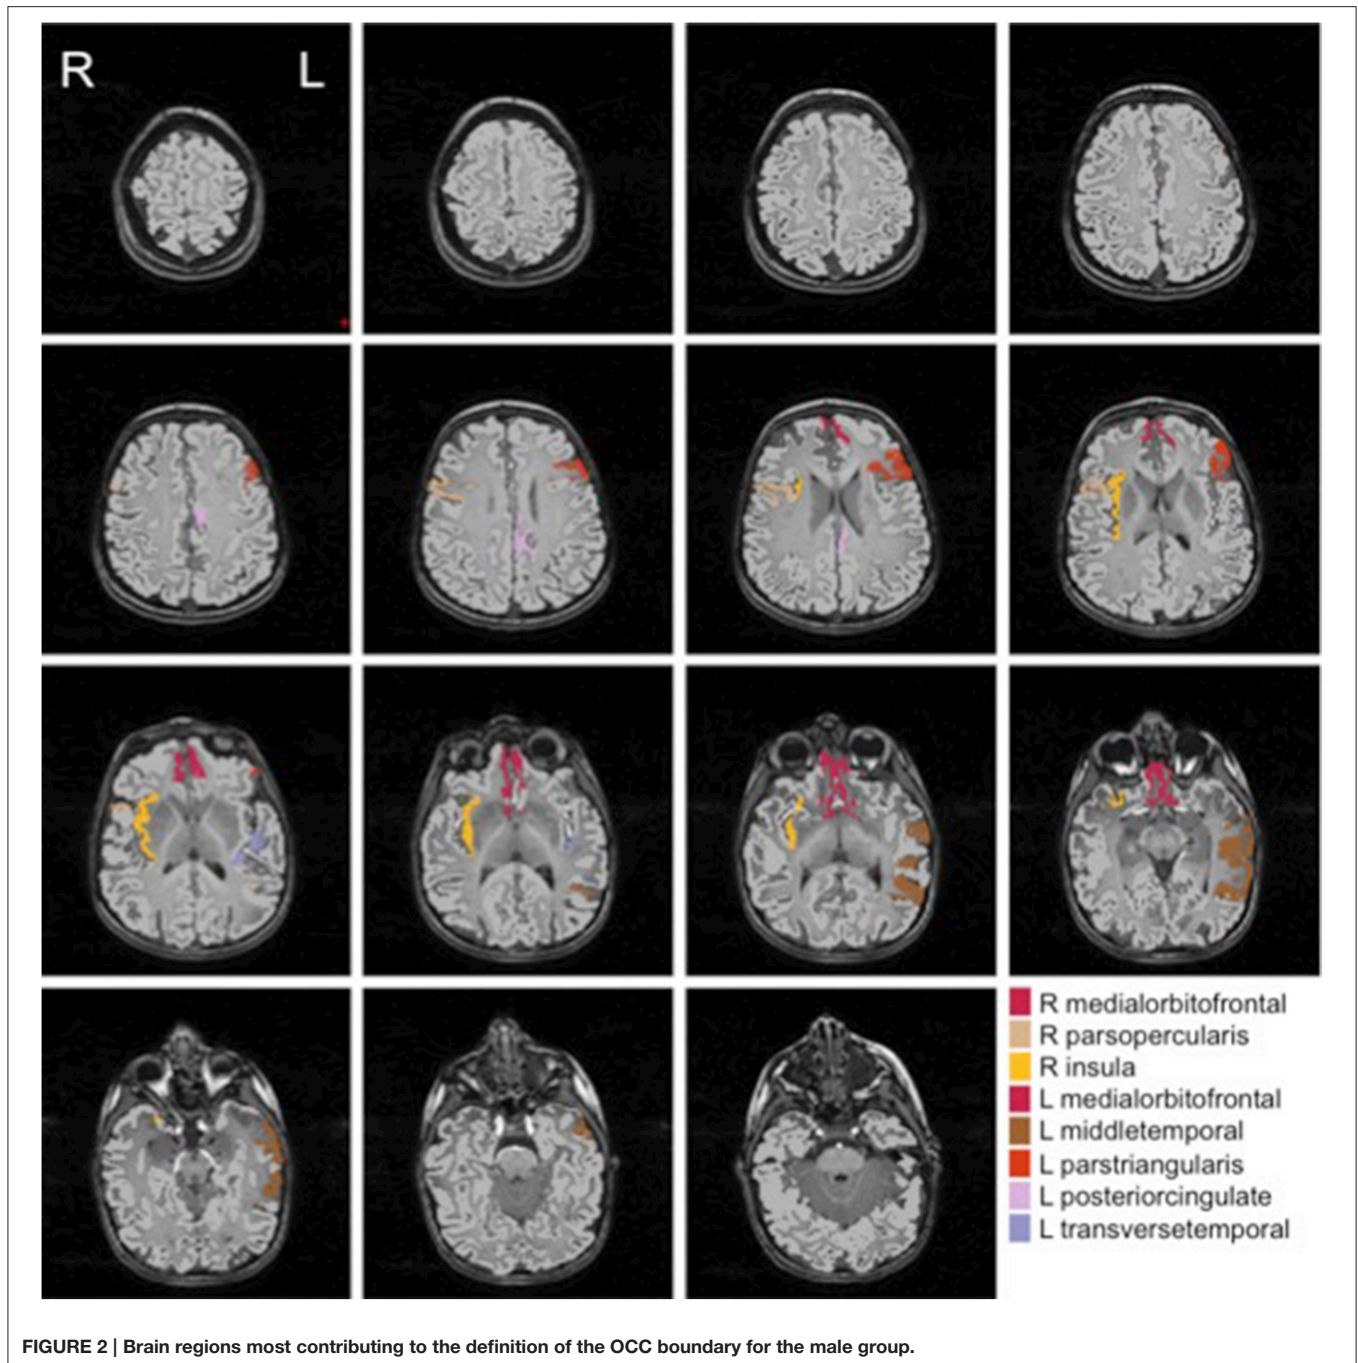 R L
R medialorbitofrontal
R parsopercularis
R insula
L medialorbitofrontal
L middletemporal
L parstriangularis
L posteriorcingulate
L transversetemporal
FIGURE 2 | Brain regions most contributing to the definition of the OCC boundary for the male group.